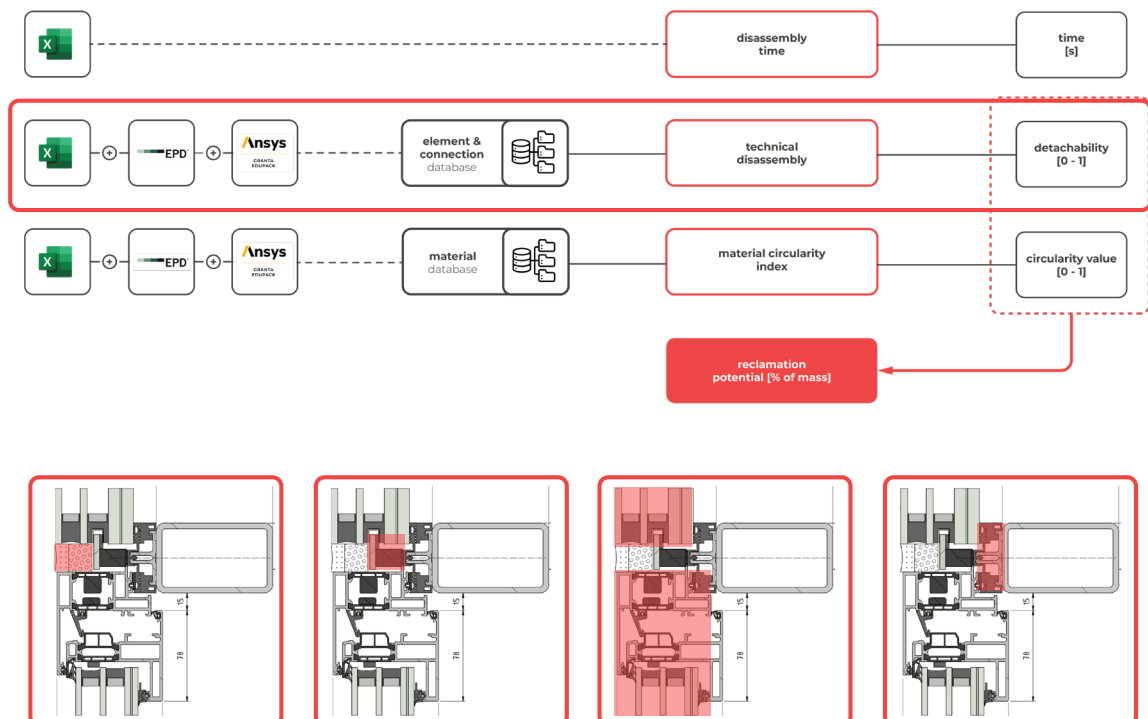 X
disassembly
time
time
[s]
X
EPD
Ansys
GRANTA
EDUPACK
element &
connection
database
technical
disassembly
detachability
[0 - 1]
X
EPD
Ansys
GRANTA
EDUPACK
material
database
material circularity
index
circularity value
[0 - 1]
reclamation
potential [% of mass]
15
78
15
78
15
78
15
78